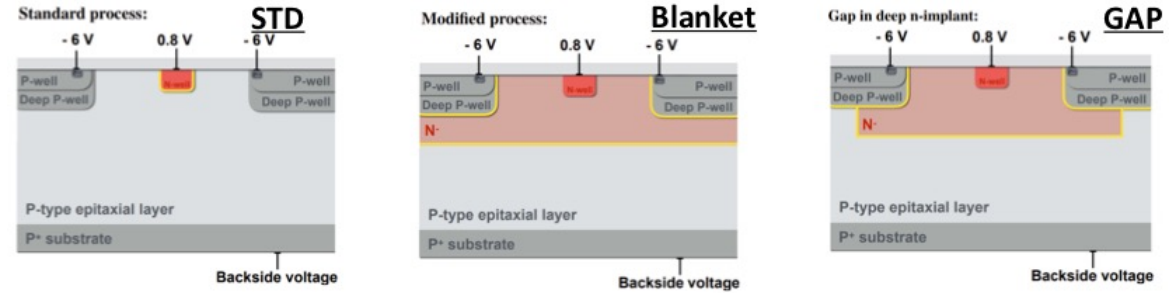 Standard process:
STD
- 6 V
0.8 V
- 6 V
P-well
N-well
P-well
Deep P-well
Deep P-well
P-type epitaxial layer
P+ substrate
Backside voltage
Modified process:
Blanket
- 6 V
0.8 V
- 6 V
P-well
N-well
P-well
Deep P-well
Deep P-well
N-
P-type epitaxial layer
P+ substrate
Backside voltage
Gap in deep n-implant:
GAP
- 6 V
0.8 V
- 6 V
P-well
N-well
P-well
Deep P-well
Deep P-well
N-
P-type epitaxial layer
P+ substrate
Backside voltage